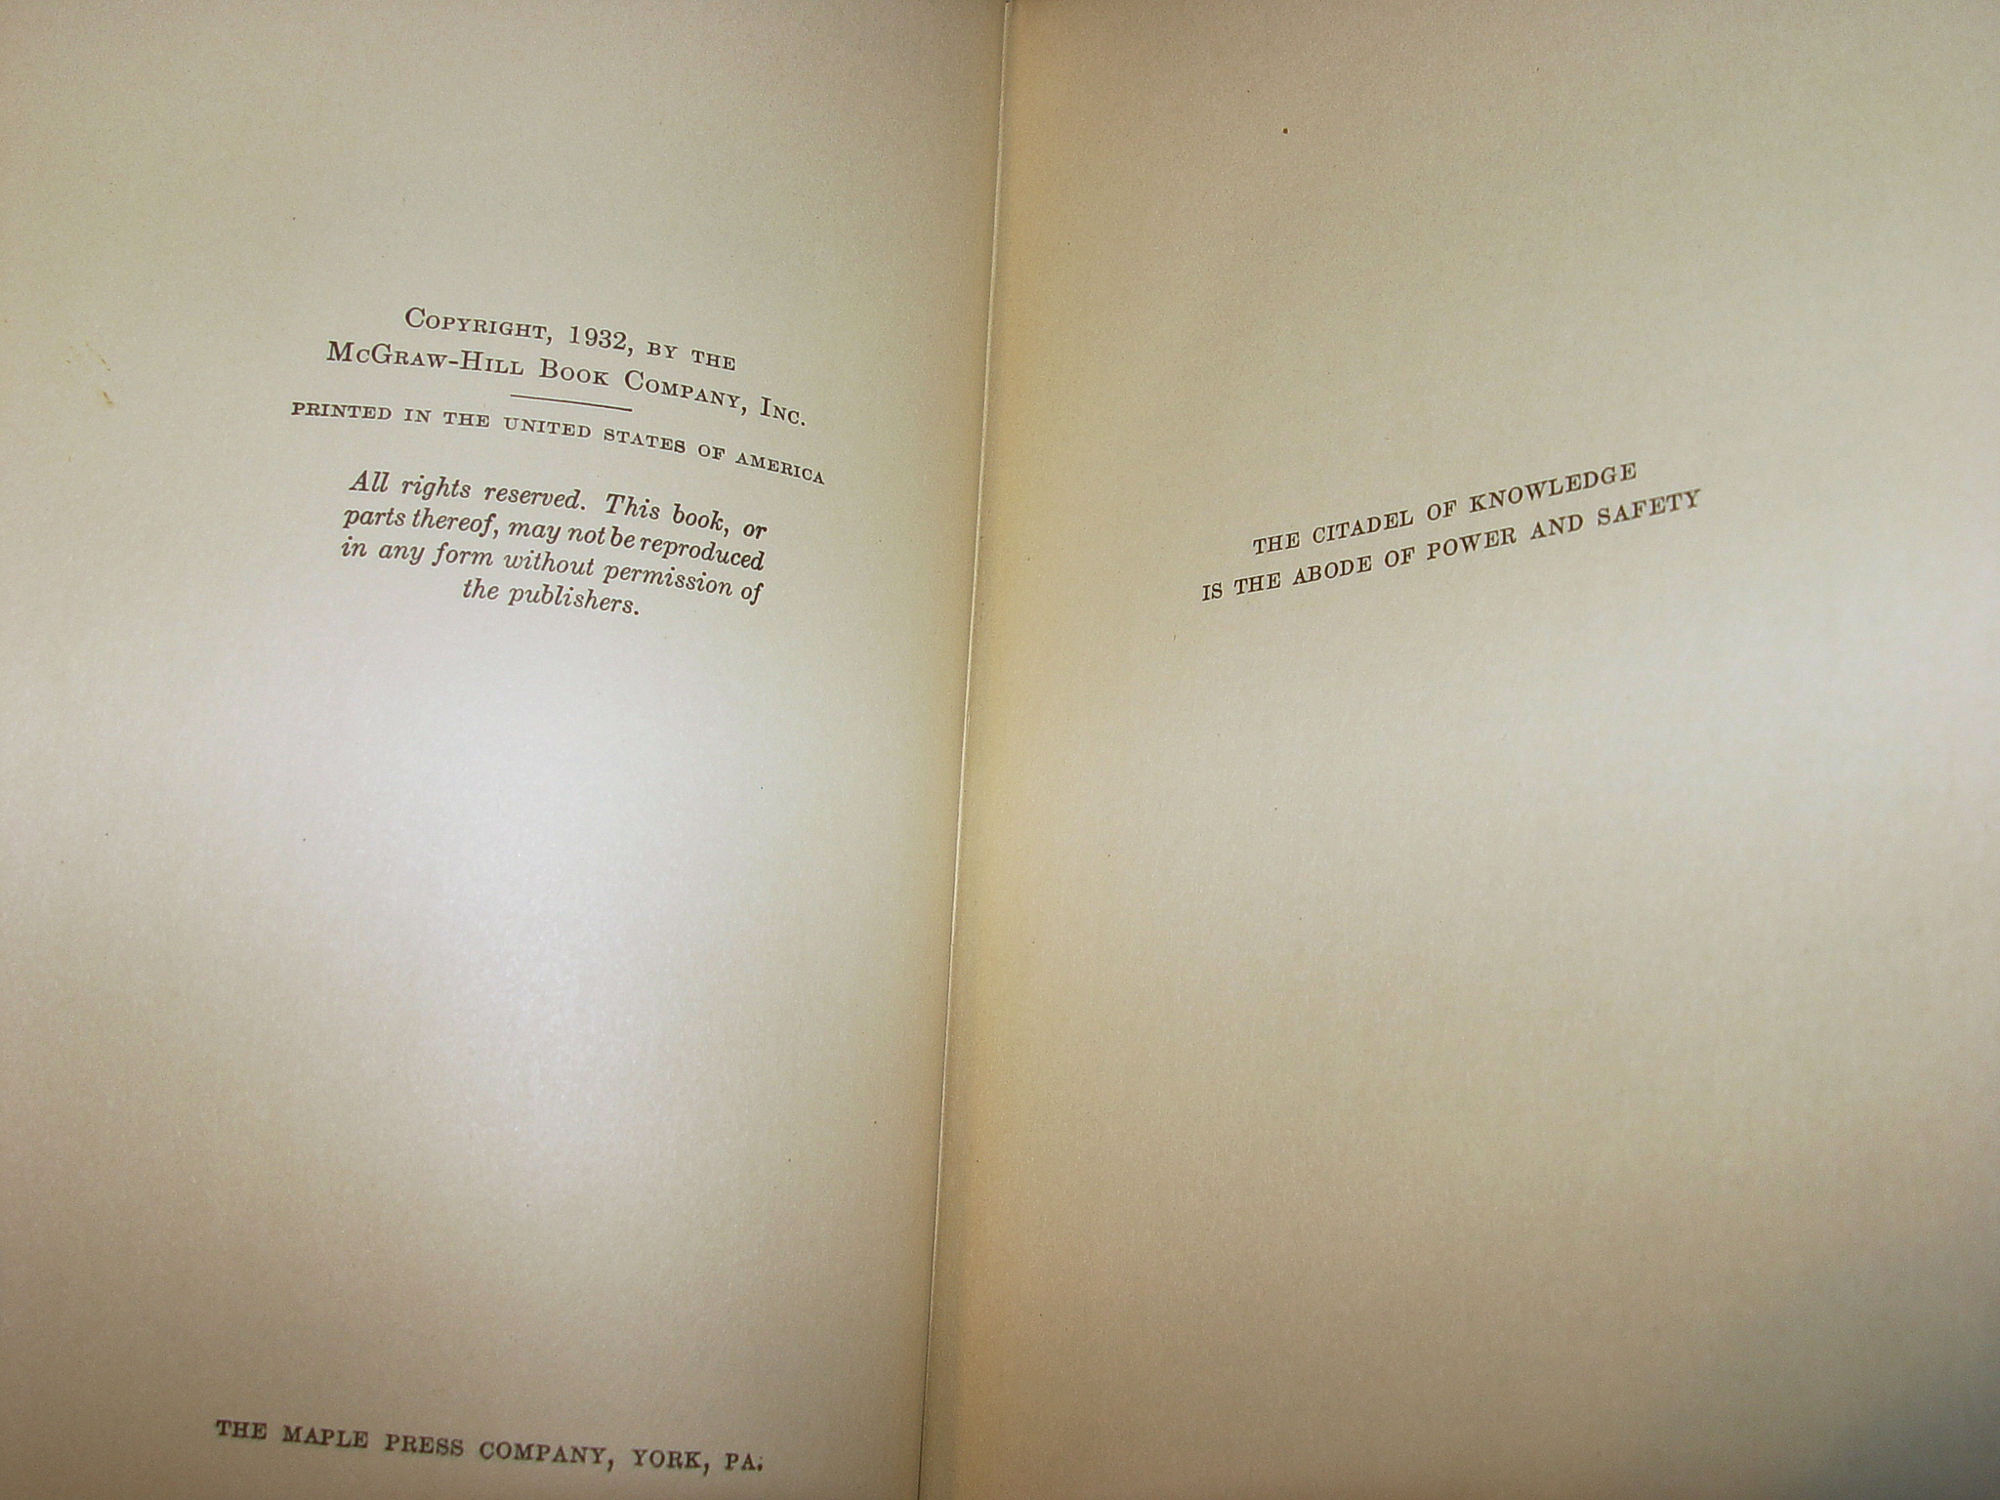 Copyright, 1932, by the
McGraw-Hill Book Company, Inc.
PRINTED IN THE UNITED STATES OF AMERICA
All rights reserved. This book, or
parts thereof, may not be reproduced
in any form without permission of
the publishers.
THE MAPLE PRESS COMPANY, YORK, PA.
THE CITADEL OF KNOWLEDGE
IS THE ABODE OF POWER AND SAFETY